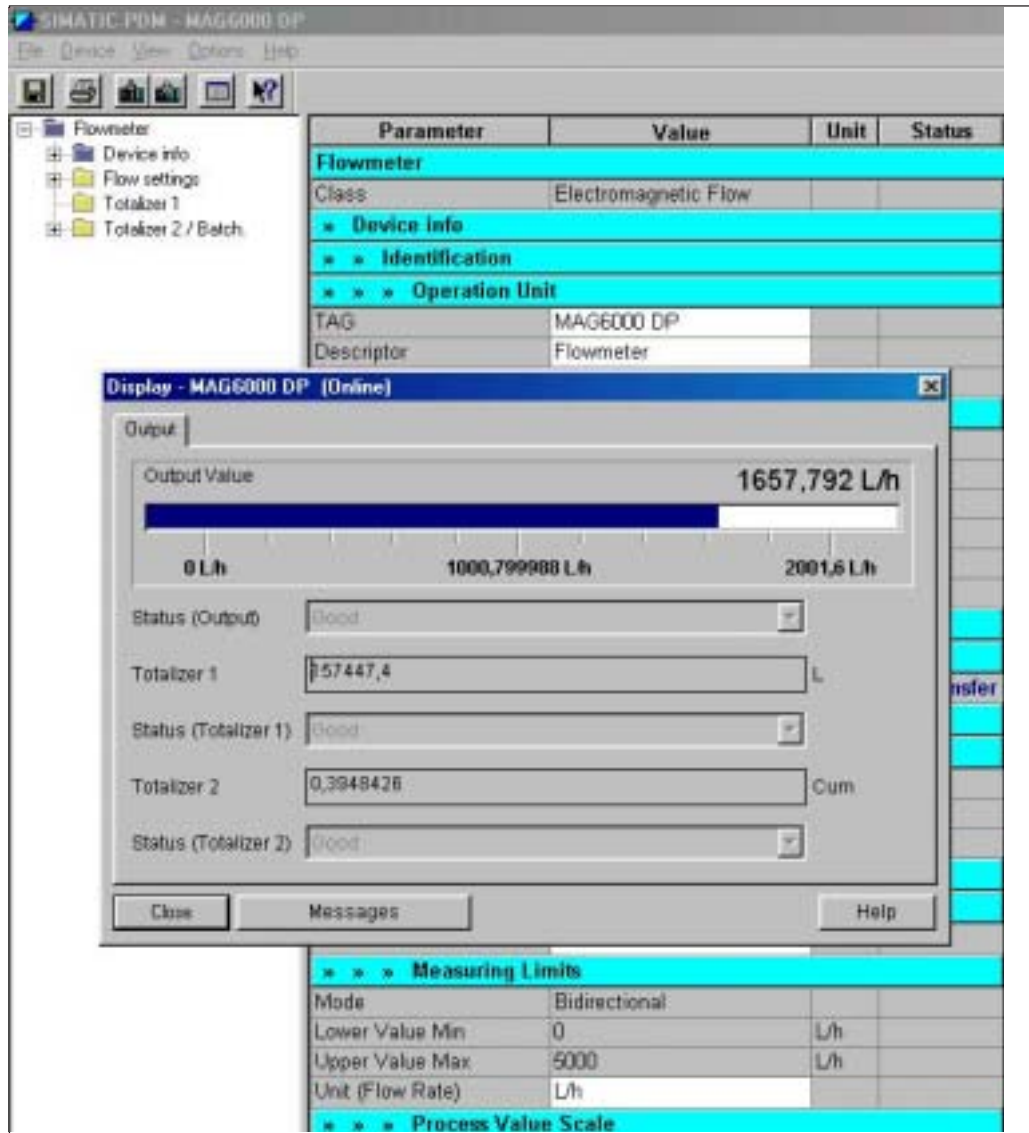 SIMATIC PDM - MAG6000 DP
File Device View Options Help
Flowmeter
Device info
Flow settings
Totalizer 1
Totalizer 2 / Batch
Parameter Value Unit Status
Flowmeter
Class Electromagnetic Flow
» Device info
» » Identification
» » » Operation Unit
TAG MAG6000 DP
Descriptor Flowmeter
Display - MAG6000 DP (Online)
Output
Output Value 1657,792 L/h
0 L/h 1000,799988 L/h 2001,6 L/h
Status (Output) Good
Totalizer 1 157447,4 L
nsfer
Status (Totalizer 1) Good
Totalizer 2 0,3948426 Cum
Status (Totalizer 2) Good
Close Messages Help
» » » Measuring Limits
Mode Bidirectional
Lower Value Min 0 L/h
Upper Value Max 5000 L/h
Unit (Flow Rate) L/h
» » » Process Value Scale